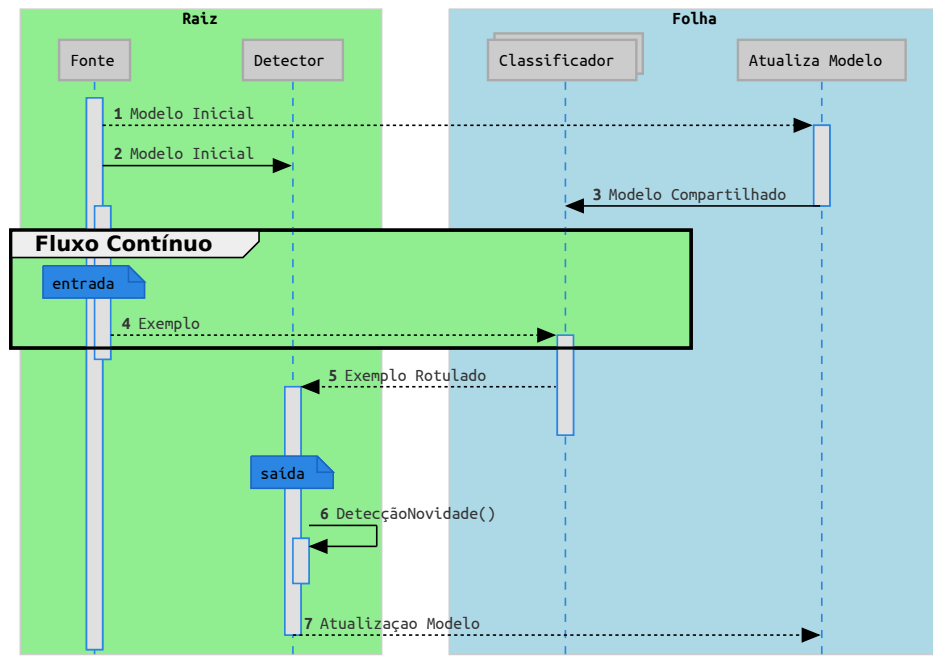 Raiz
Folha
Fonte
Detector
Classificador
Atualiza Modelo
1 Modelo Inicial
2 Modelo Inicial
3 Modelo Compartilhado
Fluxo Contínuo
entrada
4 Exemplo
5 Exemplo Rotulado
saída
6 DetecçãoNovidade()
7 Atualizaçao Modelo